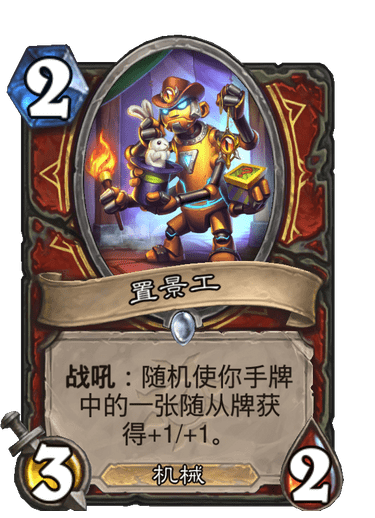 2
置景工
战吼：随机使你手牌
中的一张随从牌获
得+1/+1。
机械
3
2